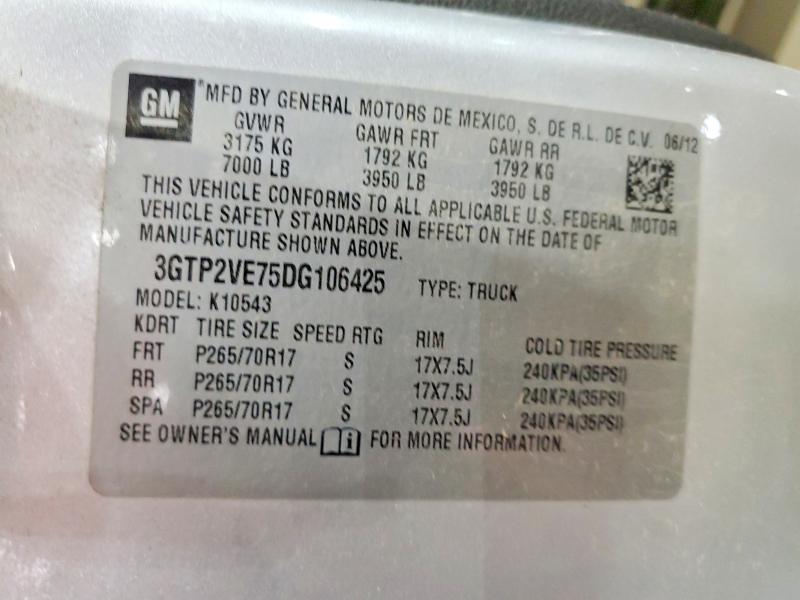 GM MFD BY GENERAL MOTORS DE MEXICO, S. DE R.L. DE C.V. 06/12
GVWR GAWR FRT GAWR RR
3175 KG 1792 KG 1792 KG
7000 LB 3950 LB 3950 LB
THIS VEHICLE CONFORMS TO ALL APPLICABLE U.S. FEDERAL MOTOR
VEHICLE SAFETY STANDARDS IN EFFECT ON THE DATE OF
MANUFACTURE SHOWN ABOVE.
3GTP2VE75DG106425 TYPE: TRUCK
MODEL: K10543
KDRT TIRE SIZE SPEED RTG RIM COLD TIRE PRESSURE
FRT P265/70R17 S 17X7.5J 240KPA(35PSI)
RR P265/70R17 S 17X7.5J 240KPA(35PSI)
SPA P265/70R17 S 17X7.5J 240KPA(35PSI)
SEE OWNER'S MANUAL i FOR MORE INFORMATION.